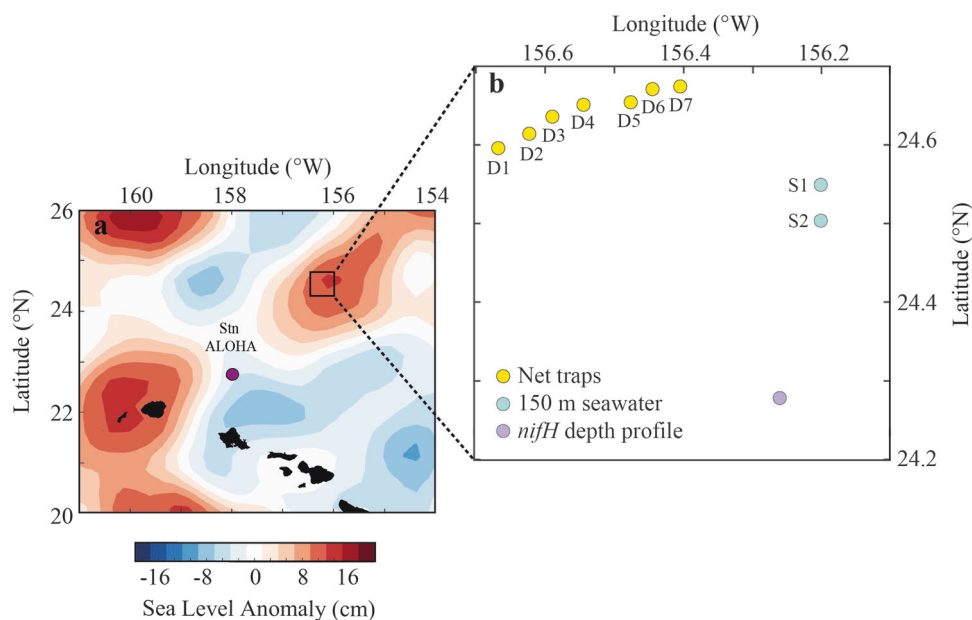 Longitude (°W)
156.6 156.4 156.2
b
D1 D2 D3 D4 D5 D6 D7
S1
S2
24.6
24.4
24.2
Latitude (°N)
Net traps
150 m seawater
nifH depth profile
Longitude (°W)
160 158 156 154
a
26
24
22
20
Latitude (°N)
Stn
ALOHA
-16 -8 0 8 16
Sea Level Anomaly (cm)